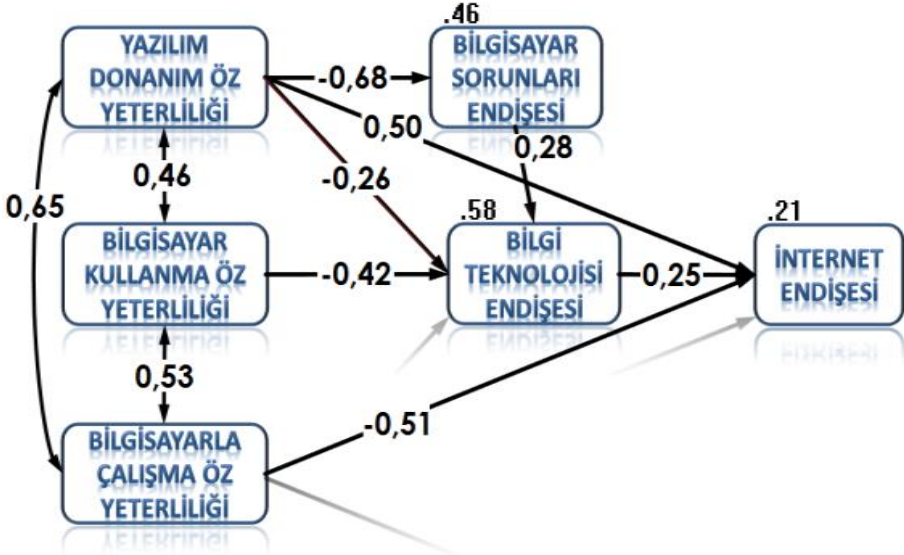 YAZILIM
DONANIM ÖZ
YETERLİLİĞİ
-0,68
.46
BİLGİSAYAR
SORUNLARI
ENDİŞESİ
0,50
0,28
0,46
-0,26
0,65
BİLGİSAYAR
KULLANMA ÖZ
YETERLİLİĞİ
-0,42
.58
BİLGİ
TEKNOLOJİSİ
ENDİŞESİ
0,25
.21
İNTERNET
ENDİŞESİ
0,53
-0,51
BİLGİSAYARLA
ÇALIŞMA ÖZ
YETERLİLİĞİ